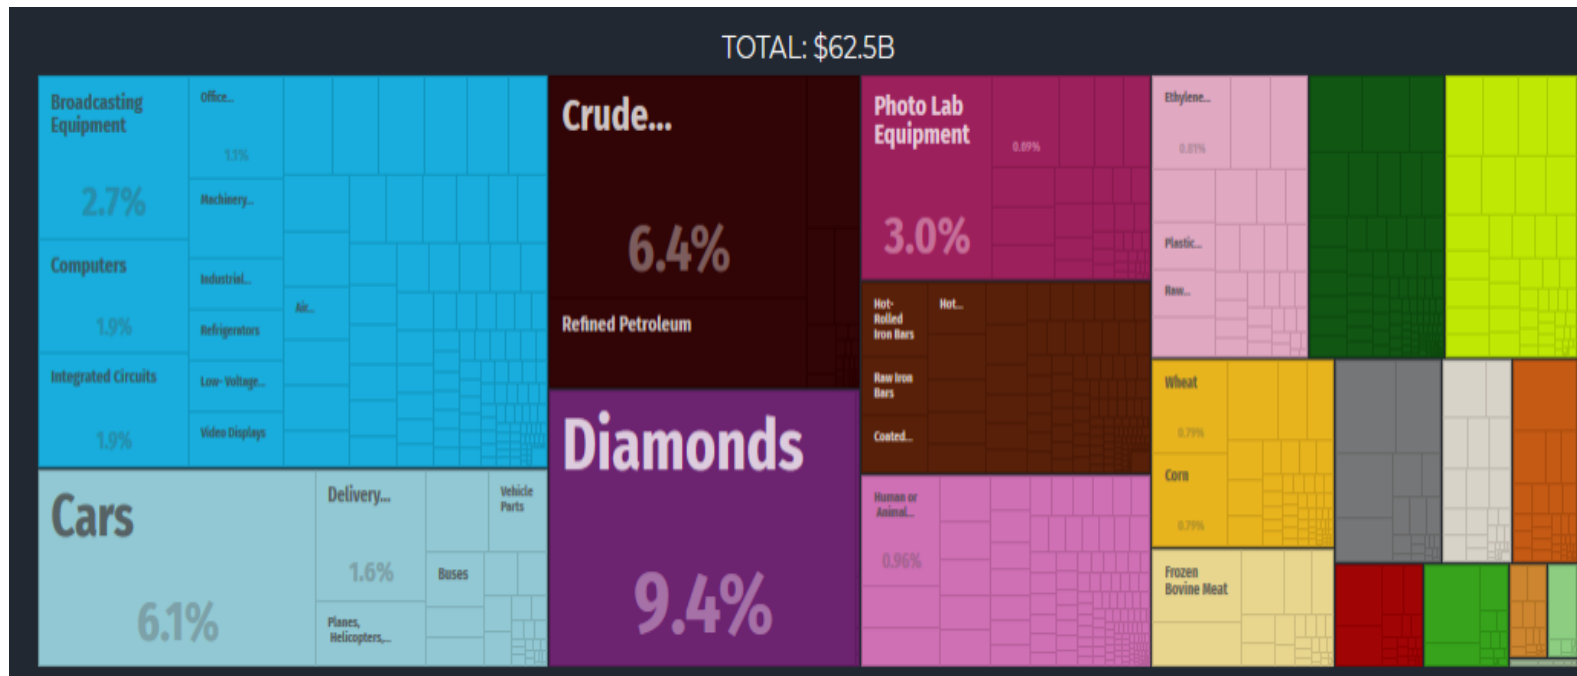 TOTAL: $62.5B
Broadcasting
Equipment
2.7%
Office...
1.1%
Machinery...
Computers
1.9%
Industrial...
Air...
Refrigerators
Integrated Circuits
1.9%
Low- Voltage...
Video Displays
Cars
6.1%
Delivery...
1.6%
Vehicle
Parts
Buses
Planes,
Helicopters,...
Crude...
6.4%
Refined Petroleum
Diamonds
9.4%
Photo Lab
Equipment
3.0%
0.69%
Hot-
Rolled
Iron Bars
Hot...
Raw Iron
Bars
Coated...
Human or
Animal...
0.96%
Ethylene...
0.81%
Plastic...
Raw...
Wheat
0.79%
Corn
0.79%
Frozen
Bovine Meat